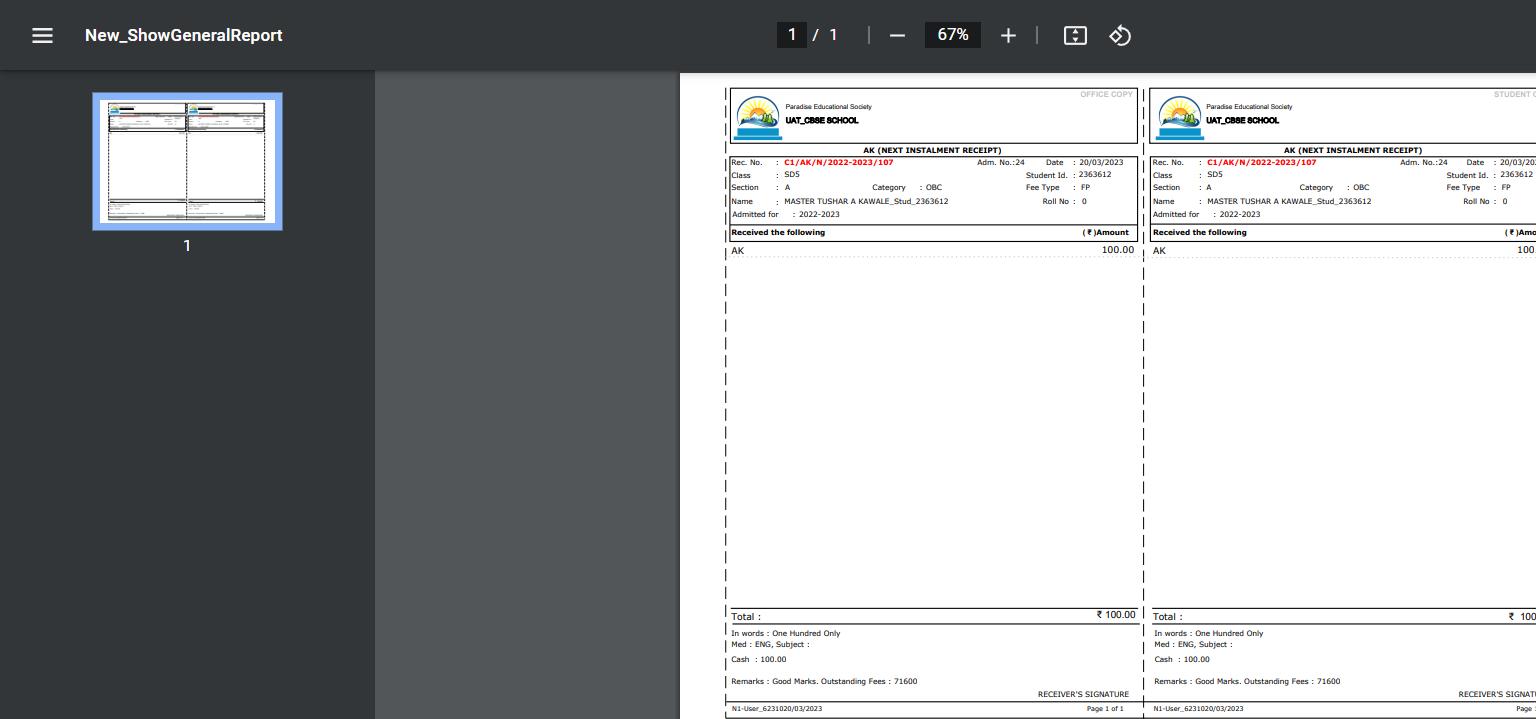 New_ShowGeneralReport
1 / 1
67%
1
OFFICE COPY
Paradise Educational Society
UAT_CBSE SCHOOL
AK (NEXT INSTALMENT RECEIPT)
Rec. No. : C1/AK/N/2022-2023/107 Adm. No.:24 Date : 20/03/2023
Class : SD5 Student Id. : 2363612
Section : A Category : OBC Fee Type : FP
Name : MASTER TUSHAR A KAWALE_Stud_2363612 Roll No : 0
Admitted for : 2022-2023
Received the following (₹)Amount
AK 100.00
Total : ₹ 100.00
In words : One Hundred Only
Med : ENG, Subject :
Cash : 100.00
Remarks : Good Marks. Outstanding Fees : 71600
RECEIVER'S SIGNATURE
N1-User_6231020/03/2023 Page 1 of 1
STUDENT C
Paradise Educational Society
UAT_CBSE SCHOOL
AK (NEXT INSTALMENT RECEIPT)
Rec. No. : C1/AK/N/2022-2023/107 Adm. No.:24 Date : 20/03/202
Class : SD5 Student Id. : 2363612
Section : A Category : OBC Fee Type : FP
Name : MASTER TUSHAR A KAWALE_Stud_2363612 Roll No : 0
Admitted for : 2022-2023
Received the following (₹)Amo
AK 100.
Total : ₹ 100
In words : One Hundred Only
Med : ENG, Subject :
Cash : 100.00
Remarks : Good Marks. Outstanding Fees : 71600
RECEIVER'S SIGNATU
N1-User_6231020/03/2023 Page